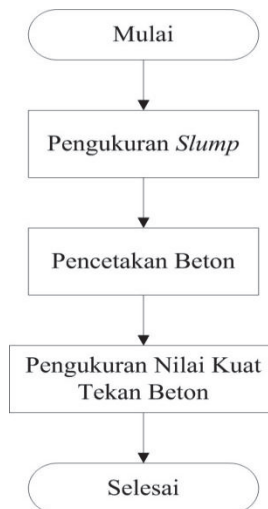 Mulai
Pengukuran Slump
Pencetakan Beton
Pengukuran Nilai Kuat
Tekan Beton
Selesai